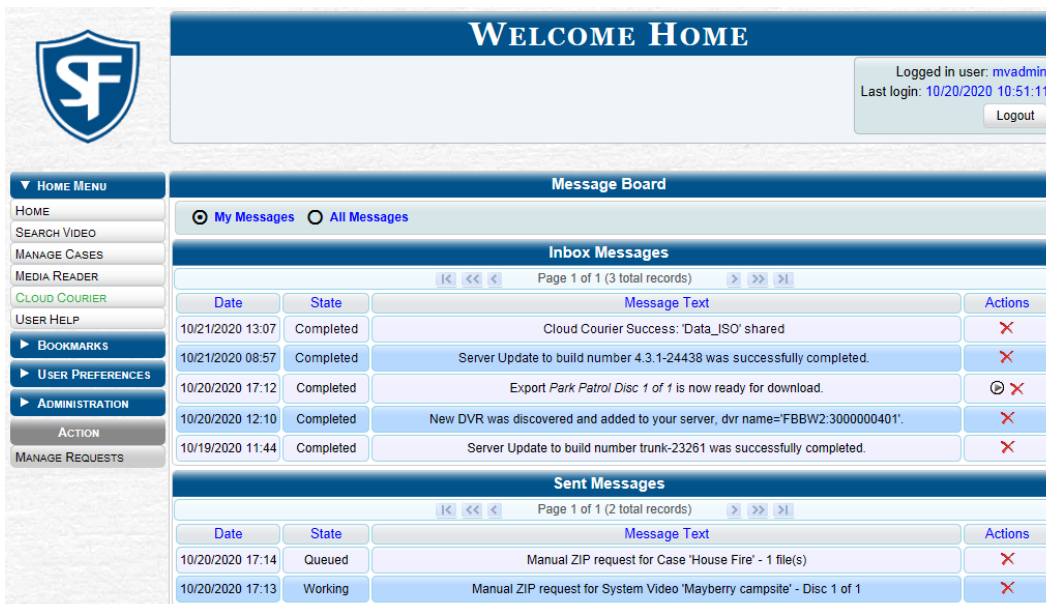 WELCOME HOME
SF
Logged in user: mvadmin
Last login: 10/20/2020 10:51:11
Logout
▼ HOME MENU
HOME
SEARCH VIDEO
MANAGE CASES
MEDIA READER
CLOUD COURIER
USER HELP
▶ BOOKMARKS
▶ USER PREFERENCES
▶ ADMINISTRATION
ACTION
MANAGE REQUESTS
Message Board
My Messages All Messages
Inbox Messages
|< << < Page 1 of 1 (3 total records) > >> >|
Date State Message Text Actions
10/21/2020 13:07 Completed Cloud Courier Success: 'Data_ISO' shared
10/21/2020 08:57 Completed Server Update to build number 4.3.1-24438 was successfully completed.
10/20/2020 17:12 Completed Export Park Patrol Disc 1 of 1 is now ready for download.
10/20/2020 12:10 Completed New DVR was discovered and added to your server, dvr name='FBBW2:3000000401'.
10/19/2020 11:44 Completed Server Update to build number trunk-23261 was successfully completed.
Sent Messages
|< << < Page 1 of 1 (2 total records) > >> >|
Date State Message Text Actions
10/20/2020 17:14 Queued Manual ZIP request for Case 'House Fire' - 1 file(s)
10/20/2020 17:13 Working Manual ZIP request for System Video 'Mayberry campsite' - Disc 1 of 1